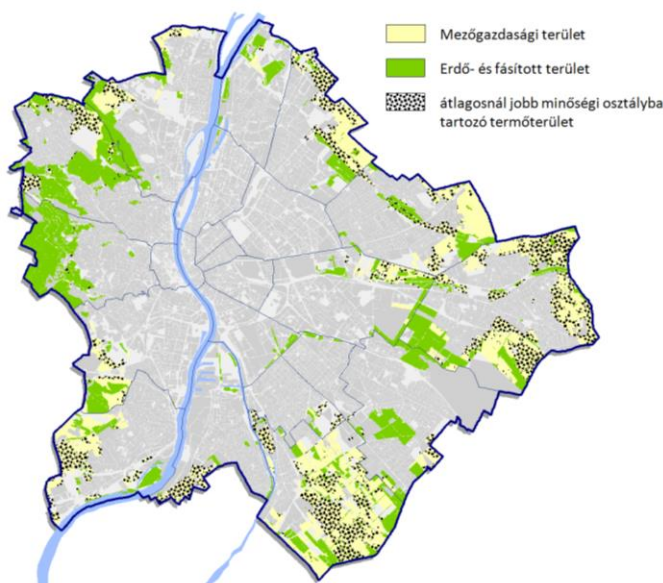 Mezőgazdasági terület
Erdő- és fásított terület
átlagosnál jobb minőségi osztályba
tartozó termőterület